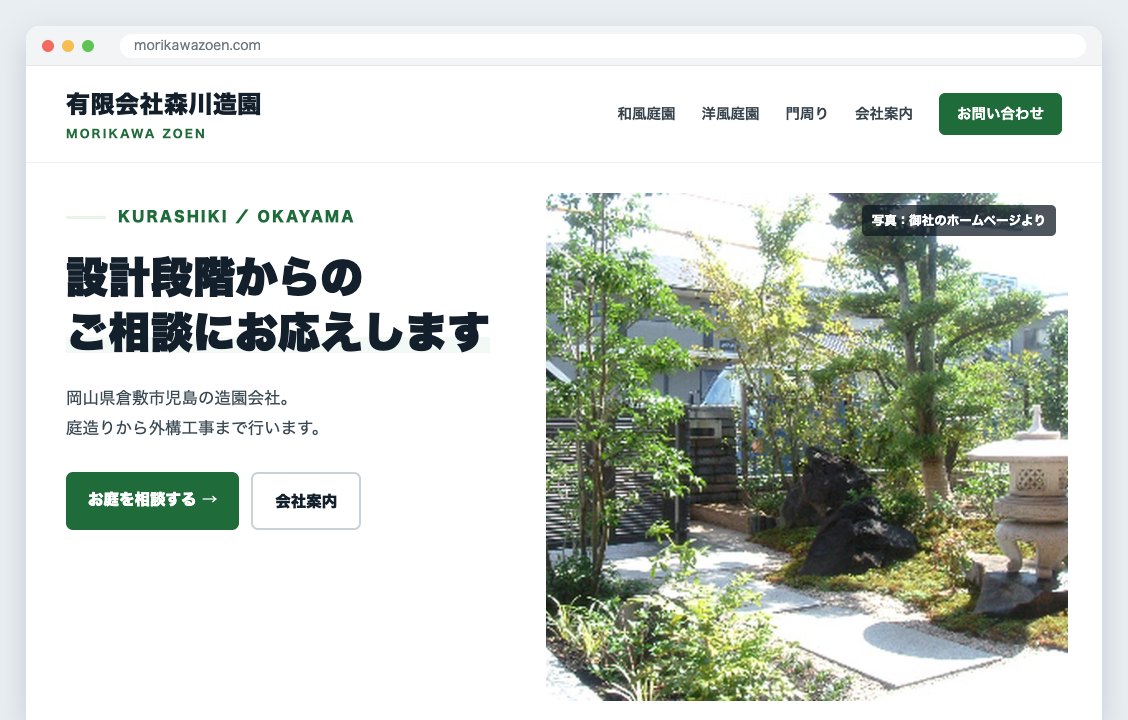 morikawazoen.com
有限会社森川造園
MORIKAWA ZOEN
和風庭園 洋風庭園 門周り 会社案内 お問い合わせ
KURASHIKI / OKAYAMA
写真：御社のホームページより
設計段階からの
ご相談にお応えします
岡山県倉敷市児島の造園会社。
庭造りから外構工事まで行います。
お庭を相談する → 会社案内